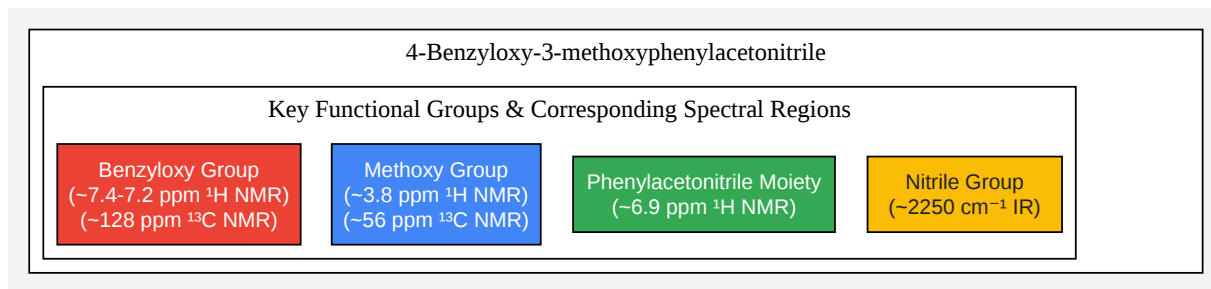 4-Benzyloxy-3-methoxyphenylacetonitrile
Key Functional Groups & Corresponding Spectral Regions
Benzyloxy Group
(~7.4-7.2 ppm ¹H NMR)
(~128 ppm ¹³C NMR)
Methoxy Group
(~3.8 ppm ¹H NMR)
(~56 ppm ¹³C NMR)
Phenylacetonitrile Moiety
(~6.9 ppm ¹H NMR)
Nitrile Group
(~2250 cm⁻¹ IR)